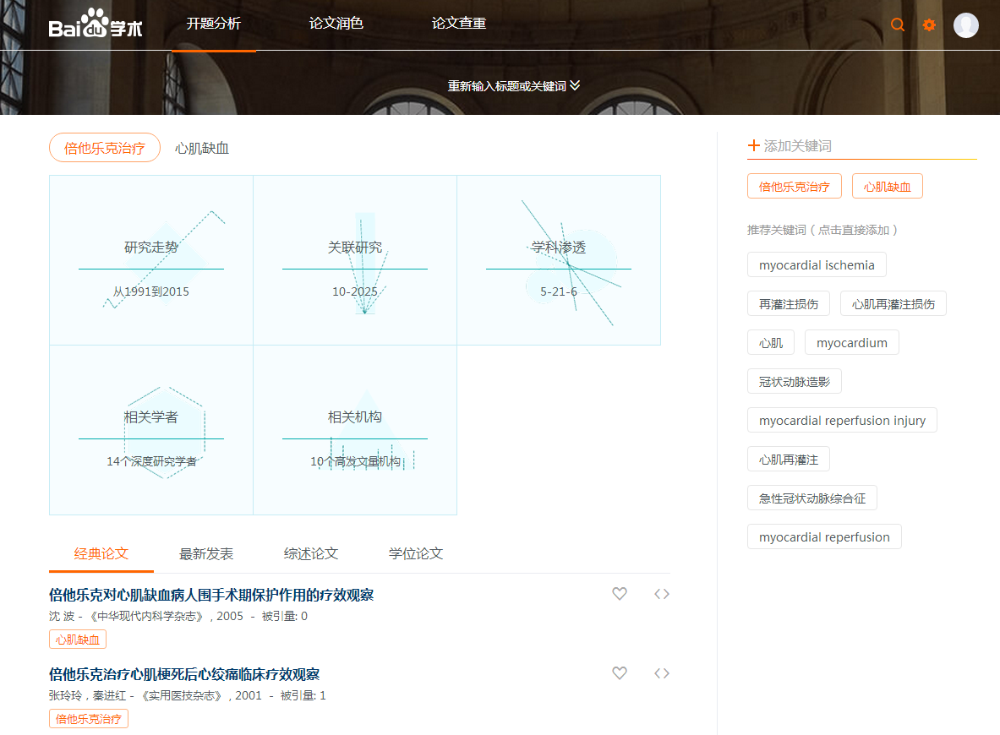 Bai du 学术
开题分析 论文润色 论文查重
重新输入标题或关键词
倍他乐克治疗 心肌缺血
研究走势 关联研究 学科渗透
从1991到2015 10-2025 5-21-6
相关学者 相关机构
14个深度研究学者 10个高发文量机构
经典论文 最新发表 综述论文 学位论文
倍他乐克对心肌缺血病人围手术期保护作用的疗效观察
沈 波 - 《中华现代内科学杂志》 , 2005 - 被引量: 0
心肌缺血
倍他乐克治疗心肌梗死后心绞痛临床疗效观察
张玲玲 , 秦进红 - 《实用医技杂志》 , 2001 - 被引量: 1
倍他乐克治疗
+ 添加关键词
倍他乐克治疗 心肌缺血
推荐关键词 ( 点击直接添加 )
myocardial ischemia
再灌注损伤 心肌再灌注损伤
心肌 myocardium
冠状动脉造影
myocardial reperfusion injury
心肌再灌注
急性冠状动脉综合征
myocardial reperfusion